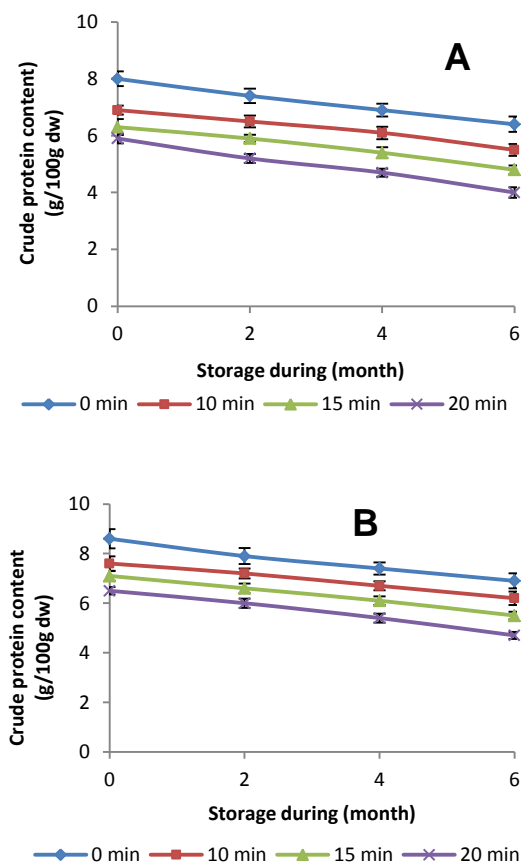 10
A
8
6
4
2
0
Crude protein content
(g/100g dw)
0 2 4 6
Storage during (month)
0 min 10 min 15 min 20 min
10
B
8
6
4
2
0
Crude protein content
(g/100g dw)
0 2 4 6
Storage during (month)
0 min 10 min 15 min 20 min